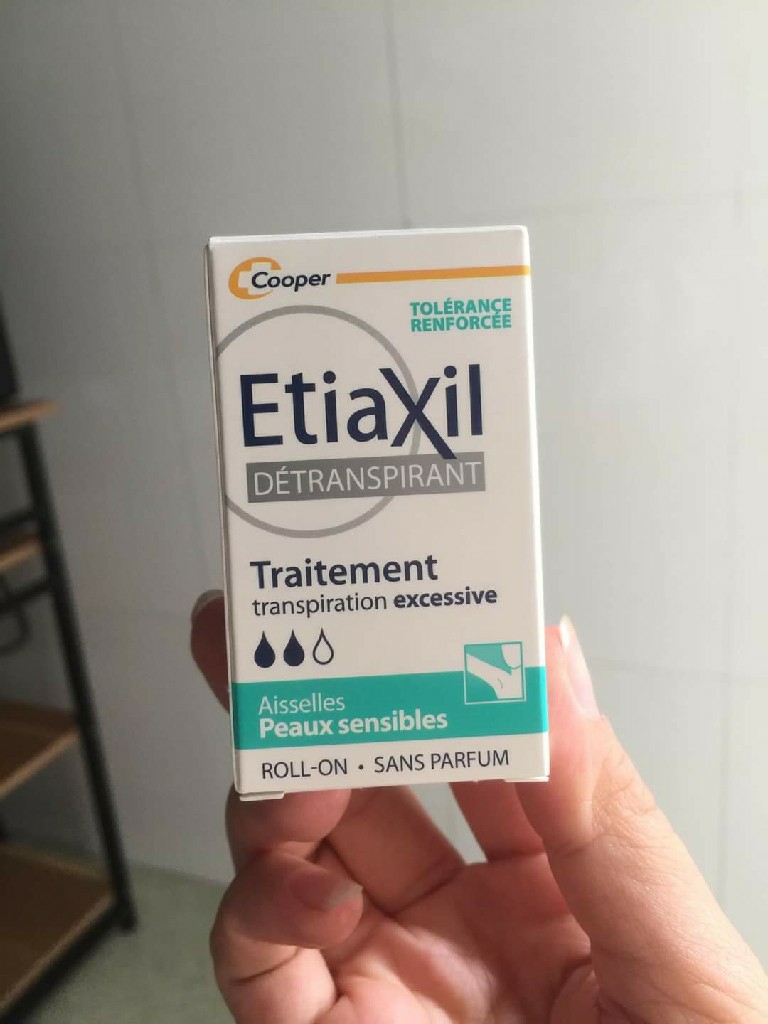 Cooper
TOLÉRANCE
RENFORCÉE
EtiaXil
DÉTRANSPIRANT
Traitement
transpiration excessive
Aisselles
Peaux sensibles
ROLL-ON • SANS PARFUM